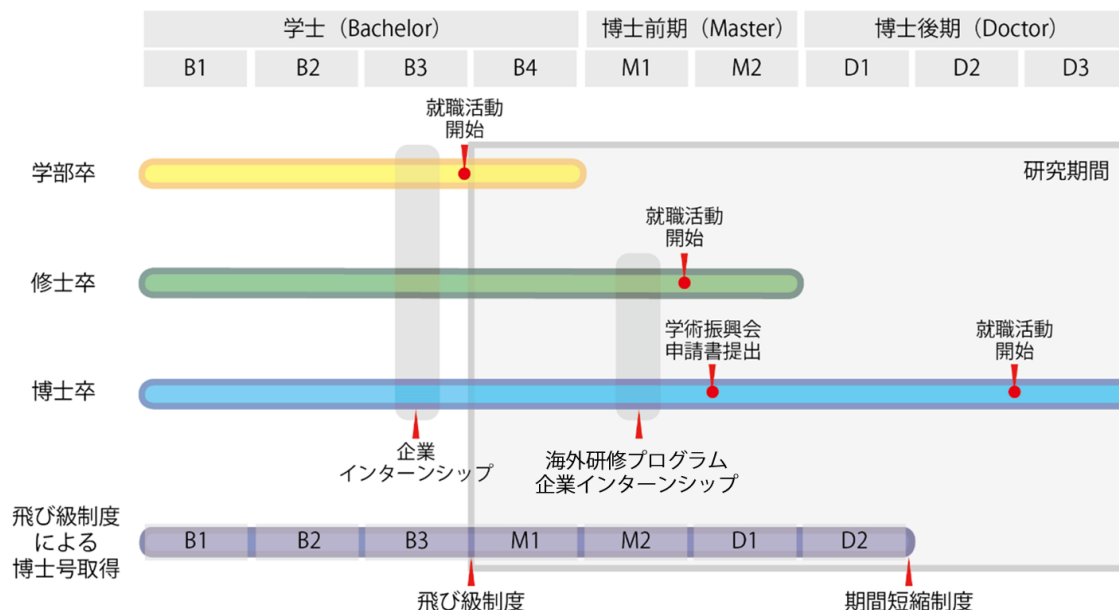 学士（Bachelor）
博士前期（Master）
博士後期（Doctor）
B1
B2
B3
B4
M1
M2
D1
D2
D3
就職活動
開始
学部卒
研究期間
就職活動
開始
修士卒
学術振興会
申請書提出
就職活動
開始
博士卒
企業
インターンシップ
海外研修プログラム
企業インターンシップ
飛び級制度
による
博士号取得
B1
B2
B3
M1
M2
D1
D2
飛び級制度
期間短縮制度